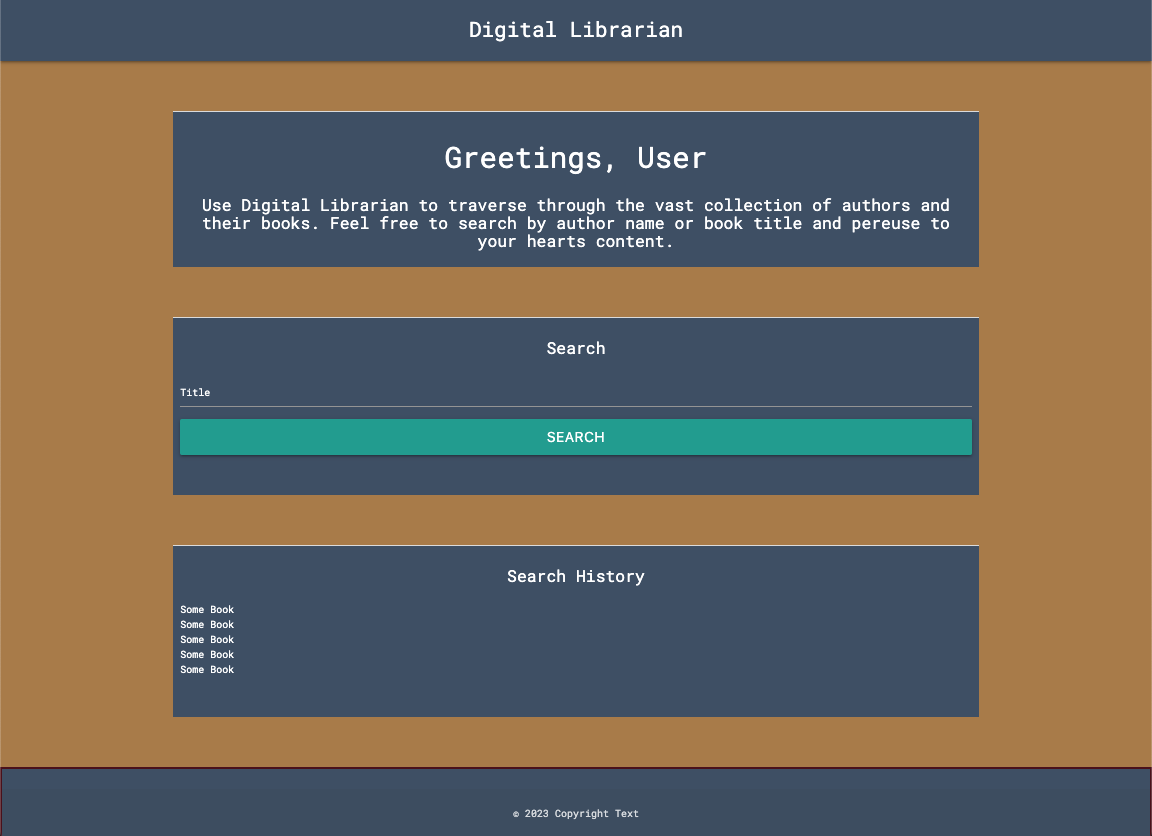 Digital Librarian
Greetings, User
Use Digital Librarian to traverse through the vast collection of authors and
their books. Feel free to search by author name or book title and pereuse to
your hearts content.
Search
Title
SEARCH
Search History
Some Book
Some Book
Some Book
Some Book
Some Book
© 2023 Copyright Text